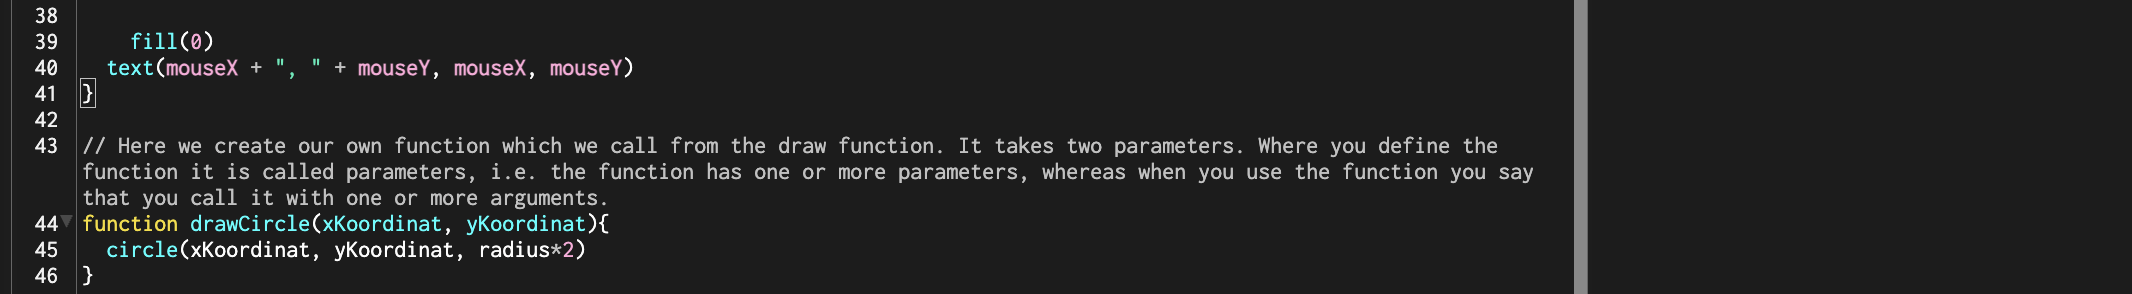 38
39 fill(0)
40 text(mouseX + ", " + mouseY, mouseX, mouseY)
41 }
42
43 // Here we create our own function which we call from the draw function. It takes two parameters. Where you define the
function it is called parameters, i.e. the function has one or more parameters, whereas when you use the function you say
that you call it with one or more arguments.
44 function drawCircle(xKoordinat, yKoordinat){
45 circle(xKoordinat, yKoordinat, radius*2)
46 }